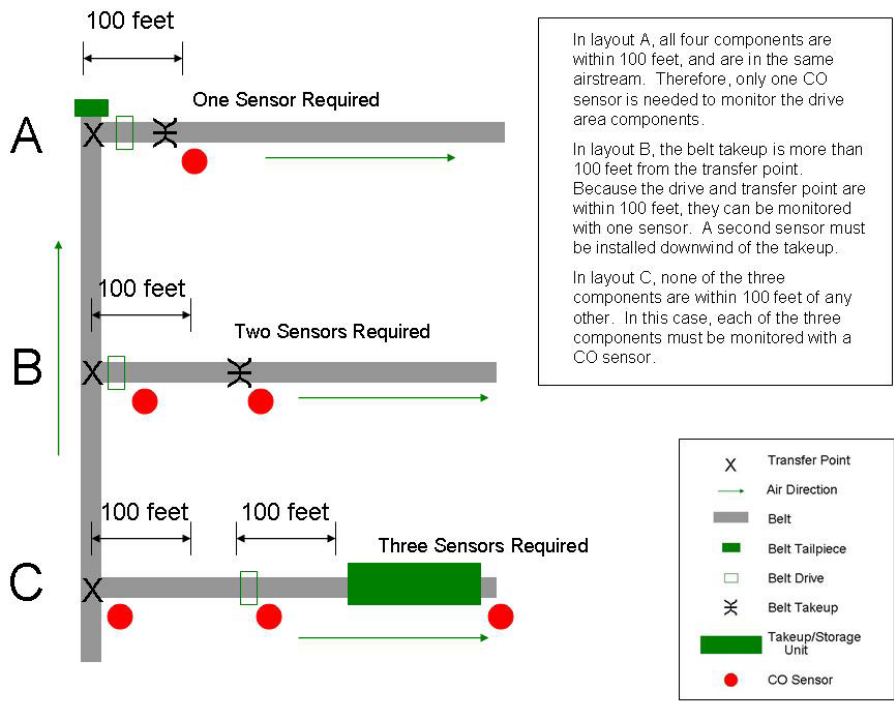 100 feet
One Sensor Required
A
X
In layout A, all four components are
within 100 feet, and are in the same
airstream. Therefore, only one CO
sensor is needed to monitor the drive
area components.
In layout B, the belt takeup is more than
100 feet from the transfer point.
Because the drive and transfer point are
within 100 feet, they can be monitored
with one sensor. A second sensor must
be installed downwind of the takeup.
In layout C, none of the three
components are within 100 feet of any
other. In this case, each of the three
components must be monitored with a
CO sensor.
100 feet
Two Sensors Required
B
X
100 feet
100 feet
Three Sensors Required
C
X
X Transfer Point
Air Direction
Belt
Belt Tailpiece
Belt Drive
Belt Takeup
Takeup/Storage
Unit
CO Sensor